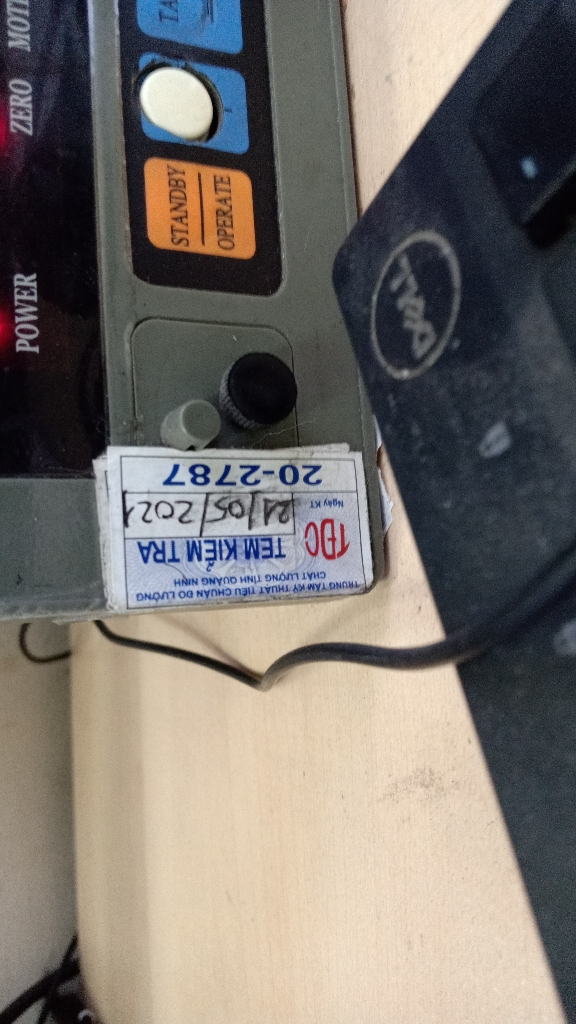 TRUNG TÂM KỸ THUẬT TIÊU CHUẨN ĐO LƯỜNG
CHẤT LƯỢNG TỈNH QUẢNG NINH
TĐC
TEM KIỂM TRA
Ngày KT
21/05/2021
20-2787
ZERO
POWER
STANDBY
OPERATE
DELL